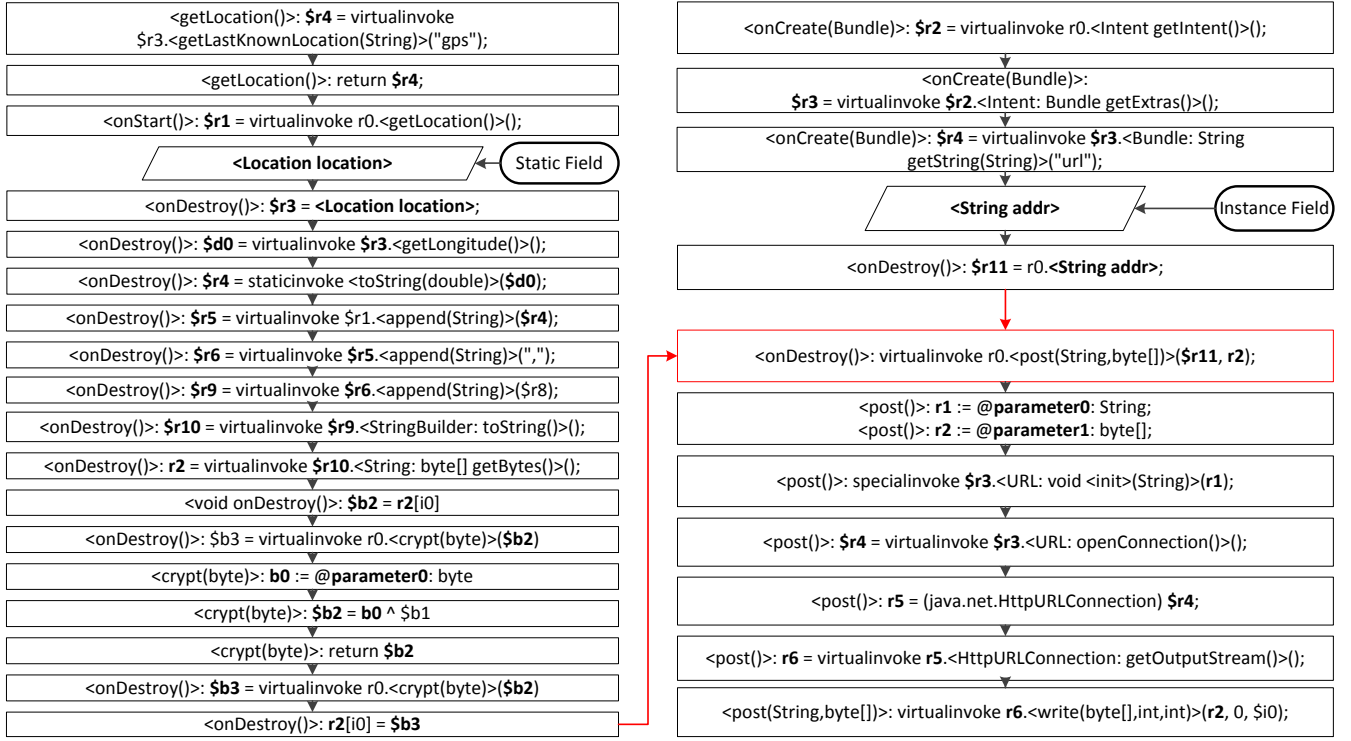 <getLocation()>: $r4 = virtualinvoke
$r3.<getLastKnownLocation(String)>("gps");
<getLocation()>: return $r4;
<onStart()>: $r1 = virtualinvoke r0.<getLocation()>();
<Location location>
Static Field
<onDestroy()>: $r3 = <Location location>;
<onDestroy()>: $d0 = virtualinvoke $r3.<getLongitude()>();
<onDestroy()>: $r4 = staticinvoke <toString(double)>($d0);
<onDestroy()>: $r5 = virtualinvoke $r1.<append(String)>($r4);
<onDestroy()>: $r6 = virtualinvoke $r5.<append(String)>(",");
<onDestroy()>: $r9 = virtualinvoke $r6.<append(String)>($r8);
<onDestroy()>: $r10 = virtualinvoke $r9.<StringBuilder: toString()>();
<onDestroy()>: r2 = virtualinvoke $r10.<String: byte[] getBytes()>();
<void onDestroy()>: $b2 = r2[i0]
<onDestroy()>: $b3 = virtualinvoke r0.<crypt(byte)>($b2)
<crypt(byte)>: b0 := @parameter0: byte
<crypt(byte)>: $b2 = b0 ^ $b1
<crypt(byte)>: return $b2
<onDestroy()>: $b3 = virtualinvoke r0.<crypt(byte)>($b2)
<onDestroy()>: r2[i0] = $b3
<onCreate(Bundle)>: $r2 = virtualinvoke r0.<Intent getIntent()>();
<onCreate(Bundle)>:
$r3 = virtualinvoke $r2.<Intent: Bundle getExtras()>();
<onCreate(Bundle)>: $r4 = virtualinvoke $r3.<Bundle: String
getString(String)>("url");
<String addr>
Instance Field
<onDestroy()>: $r11 = r0.<String addr>;
<onDestroy()>: virtualinvoke r0.<post(String,byte[])>($r11, r2);
<post()>: r1 := @parameter0: String;
<post()>: r2 := @parameter1: byte[];
<post()>: specialinvoke $r3.<URL: void <init>(String)>(r1);
<post()>: $r4 = virtualinvoke $r3.<URL: openConnection()>();
<post()>: r5 = (java.net.HttpURLConnection) $r4;
<post()>: r6 = virtualinvoke r5.<HttpURLConnection: getOutputStream()>();
<post(String,byte[])>: virtualinvoke r6.<write(byte[],int,int)>(r2, 0, $i0);